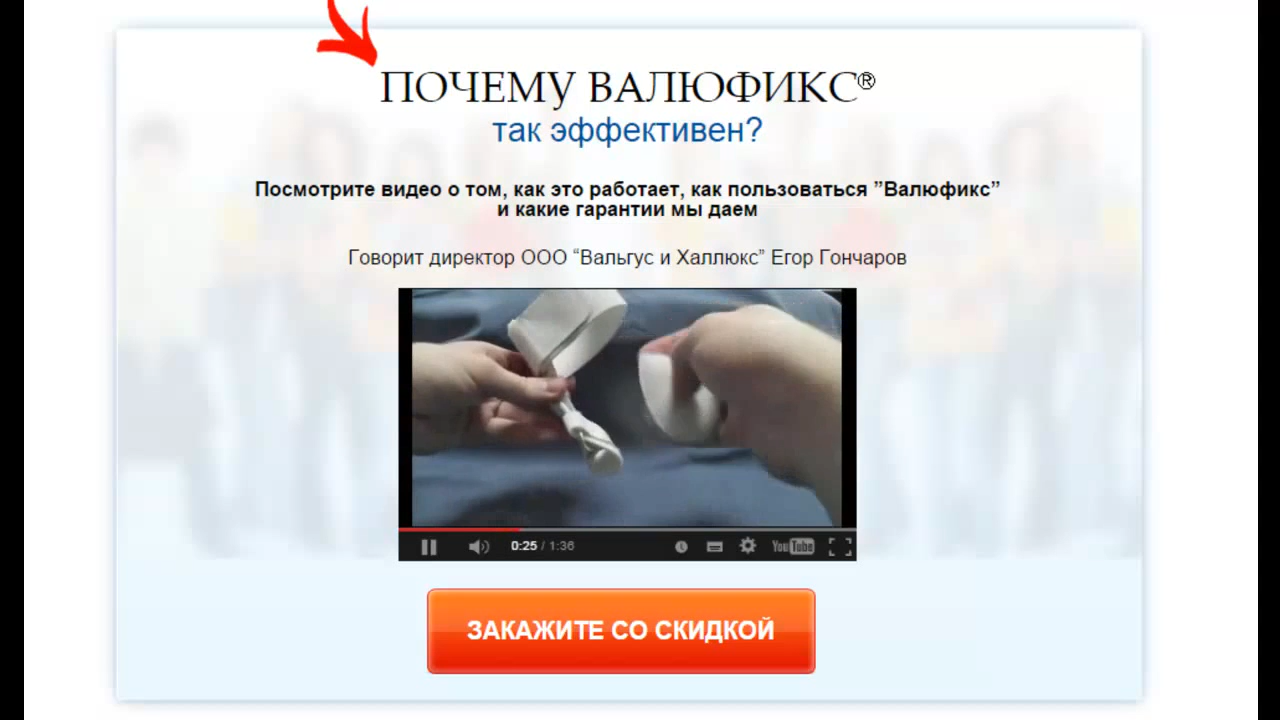 ПОЧЕМУ ВАЛЮФИКС®
так эффективен?
Посмотрите видео о том, как это работает, как пользоваться ”Валюфикс”
и какие гарантии мы даем
Говорит директор ООО “Вальгус и Халлюкс” Егор Гончаров
0:25 / 1:36
YouTube
ЗАКАЖИТЕ СО СКИДКОЙ